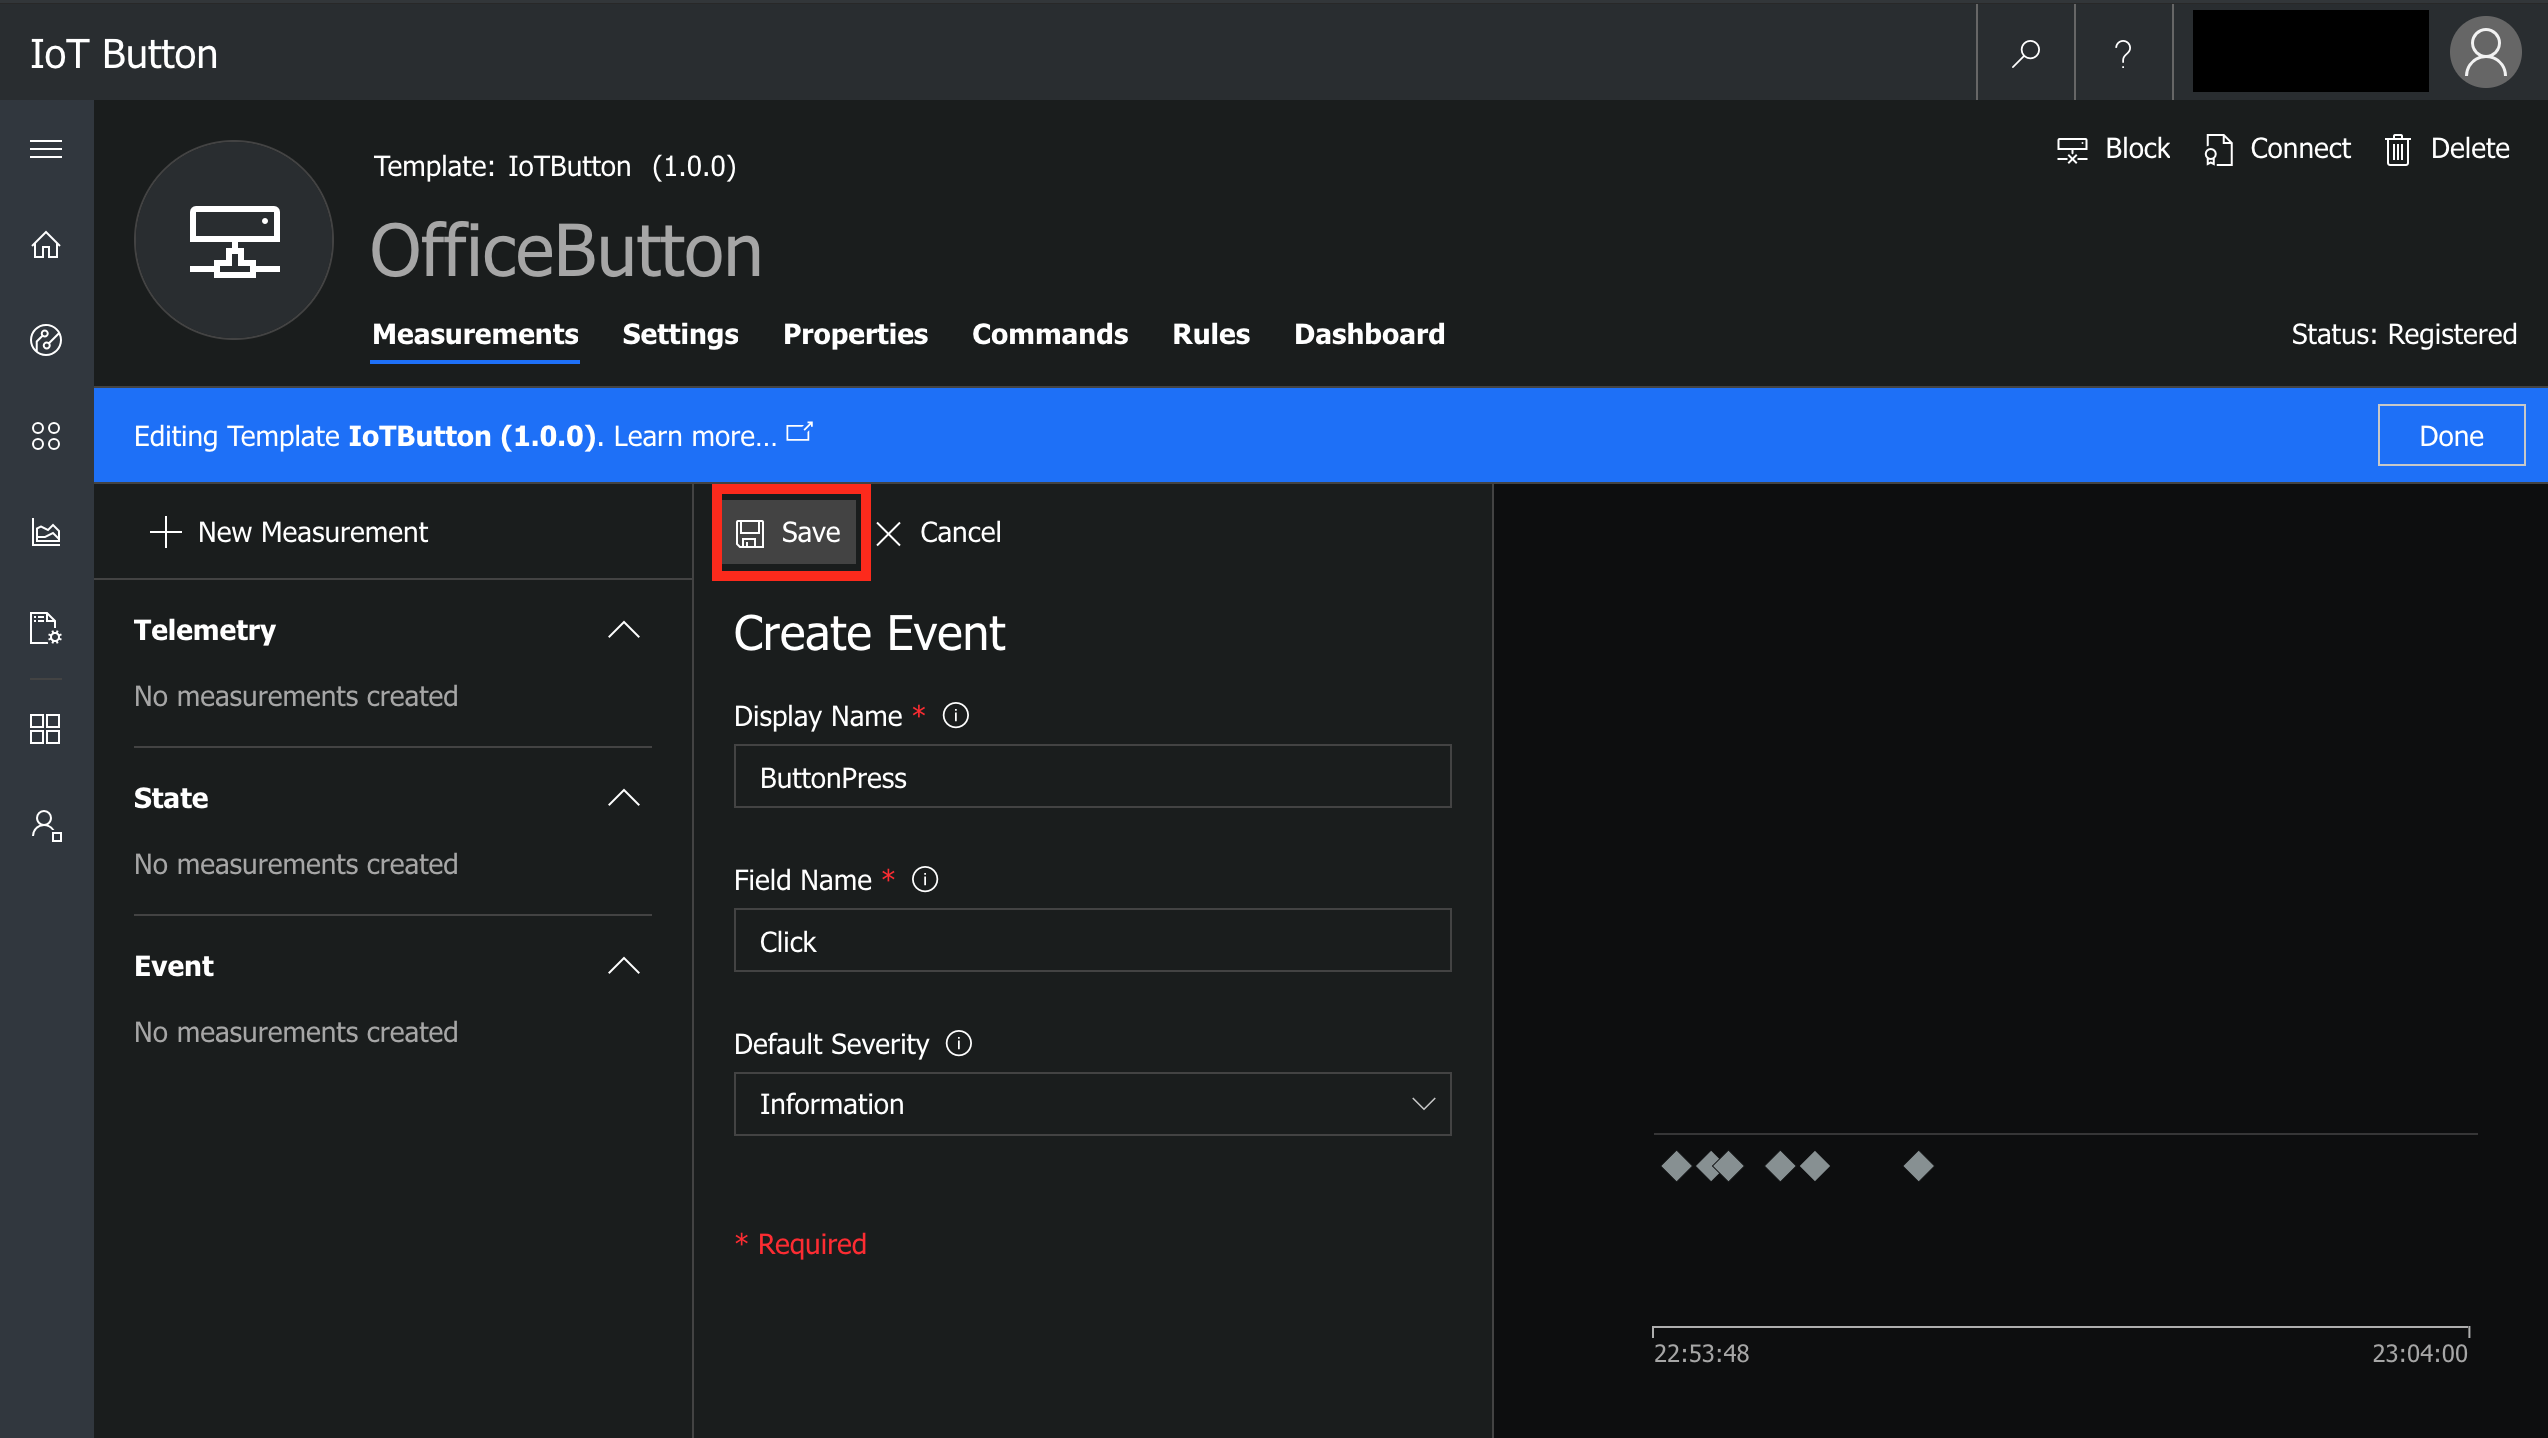 IoT Button
?
Template: IoTButton (1.0.0)
Block Connect Delete
OfficeButton
Measurements Settings Properties Commands Rules Dashboard
Status: Registered
Editing Template IoTButton (1.0.0). Learn more...
Done
New Measurement
Telemetry
No measurements created
State
No measurements created
Event
No measurements created
Save Cancel
Create Event
Display Name *
ButtonPress
Field Name *
Click
Default Severity
Information
* Required
22:53:48
23:04:00